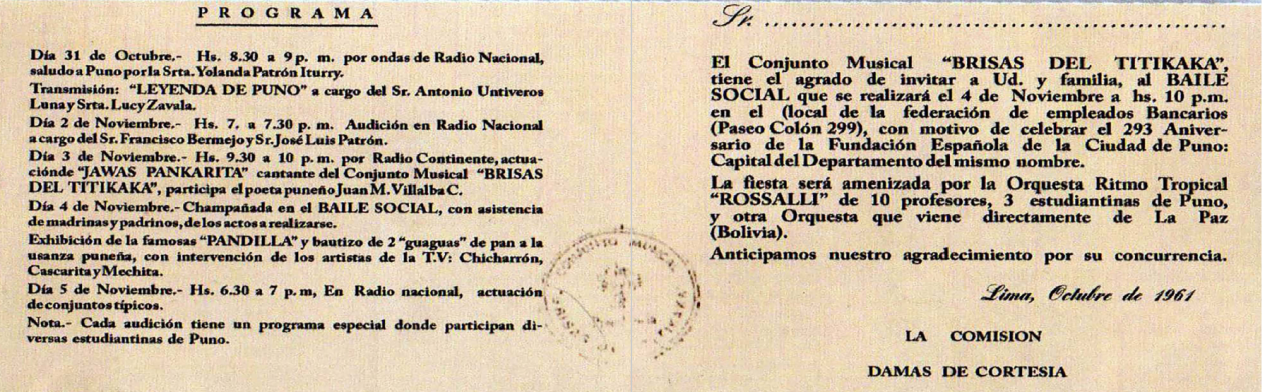 PROGRAMA
Día 31 de Octubre.- Hs. 8.30 a 9 p. m. por ondas de Radio Nacional,
saludo a Puno por la Srta. Yolanda Patrón Iturry.
Transmisión: "LEYENDA DE PUNO" a cargo del Sr. Antonio Untiveros
Luna y Srta. Lucy Zavala.
Día 2 de Noviembre.- Hs. 7. a 7.30 p. m. Audición en Radio Nacional
a cargo del Sr. Francisco Bermejo y Sr. José Luis Patrón.
Día 3 de Noviembre.- Hs. 9.30 a 10 p. m. por Radio Continente, actua-
ciónde "JAWAS PANKARITA" cantante del Conjunto Musical "BRISAS
DEL TITIKAKA", participa el poeta puneño Juan M. Villalba C.
Día 4 de Noviembre.- Champañada en el BAILE SOCIAL, con asistencia
de madrinas y padrinos, de los actos a realizarse.
Exhibición de la famosas "PANDILLA" y bautizo de 2 "guaguas" de pan a la
usanza puneña, con intervención de los artistas de la T.V: Chicharrón,
Cascarita y Mechita.
Día 5 de Noviembre.- Hs. 6.30 a 7 p. m, En Radio nacional, actuación
de conjuntos típicos.
Nota.- Cada audición tiene un programa especial donde participan di-
versas estudiantinas de Puno.
CONJUNTO MUSICAL
Sr. ..........
El Conjunto Musical "BRISAS DEL TITIKAKA",
tiene el agrado de invitar a Ud. y familia, al BAILE
SOCIAL que se realizará el 4 de Noviembre a hs. 10 p.m.
en el (local de la federación de empleados Bancarios
(Paseo Colón 299), con motivo de celebrar el 293 Aniver-
sario de la Fundación Española de la Ciudad de Puno:
Capital del Departamento del mismo nombre.
La fiesta será amenizada por la Orquesta Ritmo Tropical
"ROSSALLI" de 10 profesores, 3 estudiantinas de Puno,
y otra Orquesta que viene directamente de La Paz
(Bolivia).
Anticipamos nuestro agradecimiento por su concurrencia.
Lima, Octubre de 1961
LA COMISION
DAMAS DE CORTESIA